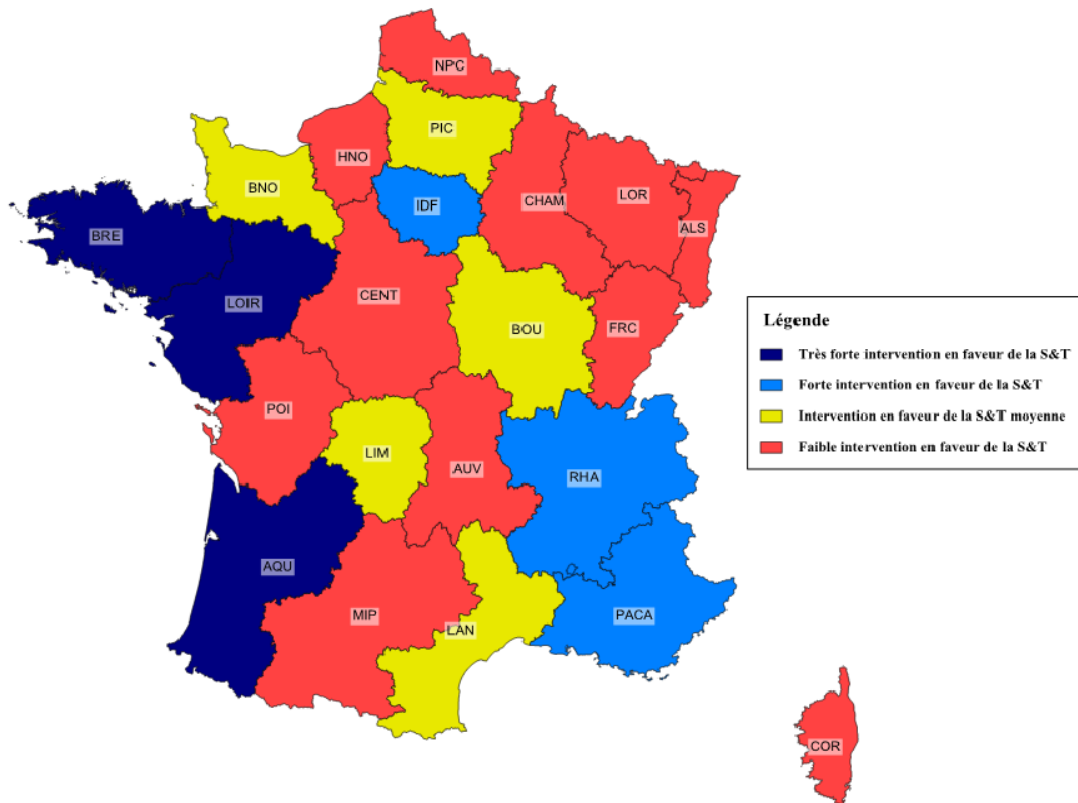 NPC
PIC
HNO
BNO
IDF
CHAM
LOR
ALS
BRE
LOIR
CENT
BOU
FRC
POI
LIM
AUV
RHA
AQU
MIP
LAN
PACA
COR
Légende
Très forte intervention en faveur de la S&T
Forte intervention en faveur de la S&T
Intervention en faveur de la S&T moyenne
Faible intervention en faveur de la S&T